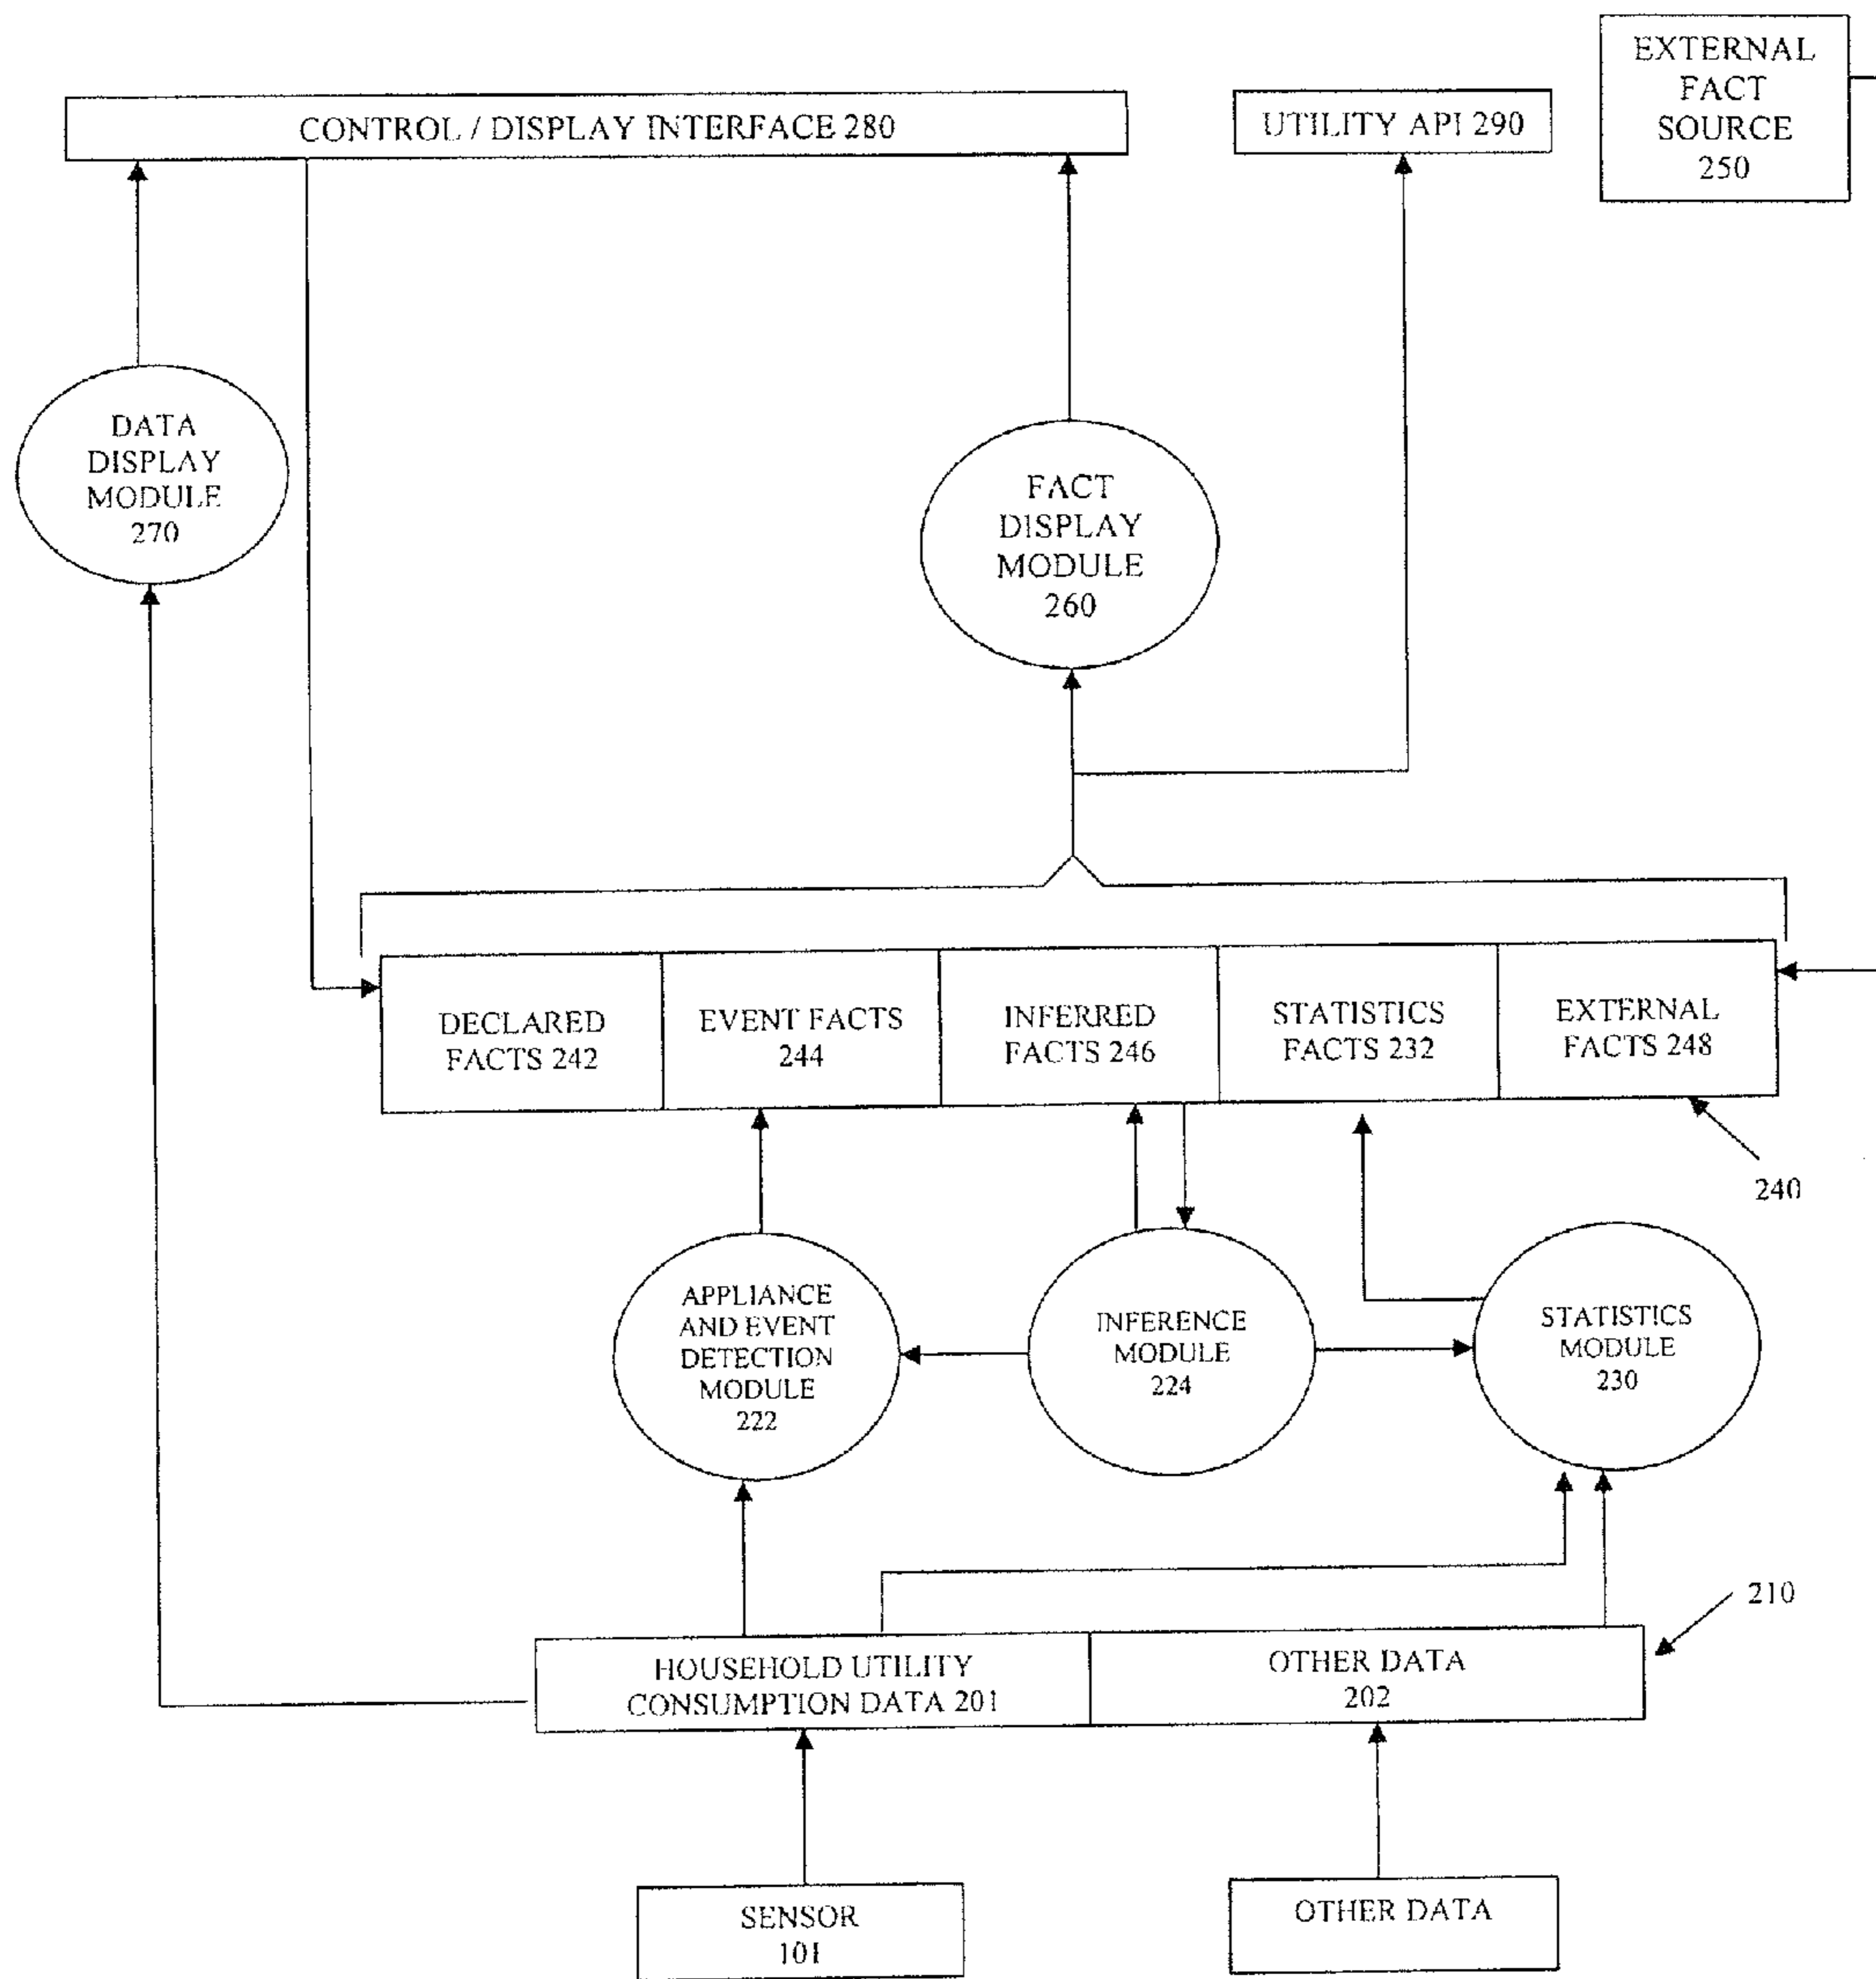 EXTERNAL
FACT
SOURCE
250
CONTROL / DISPLAY INTERFACE 280
UTILITY API 290
DATA
DISPLAY
MODULE
270
FACT
DISPLAY
MODULE
260
DECLARED
FACTS 242
EVENT FACTS
244
INFERRED
FACTS 246
STATISTICS
FACTS 232
EXTERNAL
FACTS 248
240
APPLIANCE
AND EVENT
DETECTION
MODULE
222
INFERENCE
MODULE
224
STATISTICS
MODULE
230
210
HOUSEHOLD UTILITY
CONSUMPTION DATA 201
OTHER DATA
202
SENSOR
101
OTHER DATA